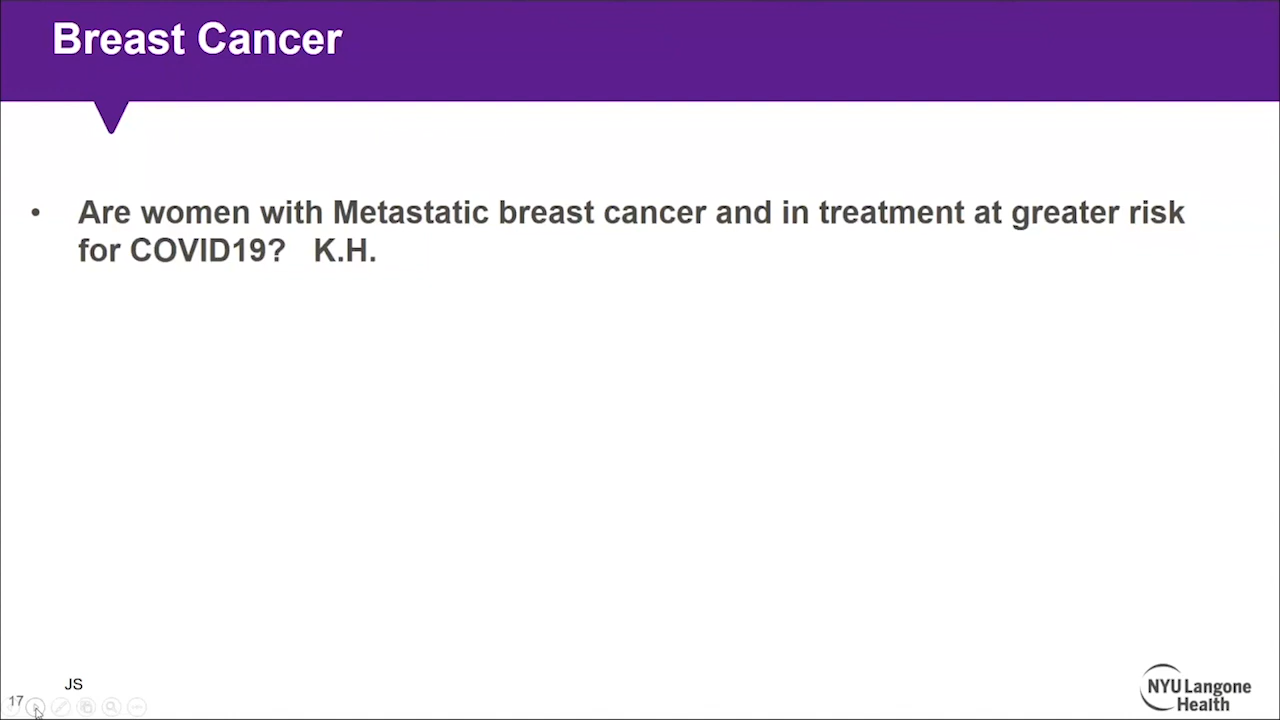 Breast Cancer
• Are women with Metastatic breast cancer and in treatment at greater risk
for COVID19? K.H.
JS
17
NYU Langone
Health